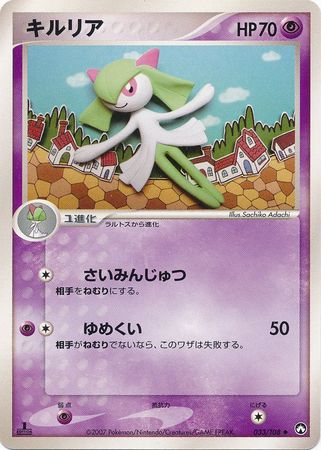 キルリア HP70
Illus.Sachiko Adachi
1進化 ラルトスから進化
さいみんじゅつ
相手をねむりにする。
ゆめくい 50
相手がねむりでないなら、このワザは失敗する。
弱点 抵抗力 にげる
©2007 Pokémon/Nintendo/Creatures/GAME FREAK.
033/108